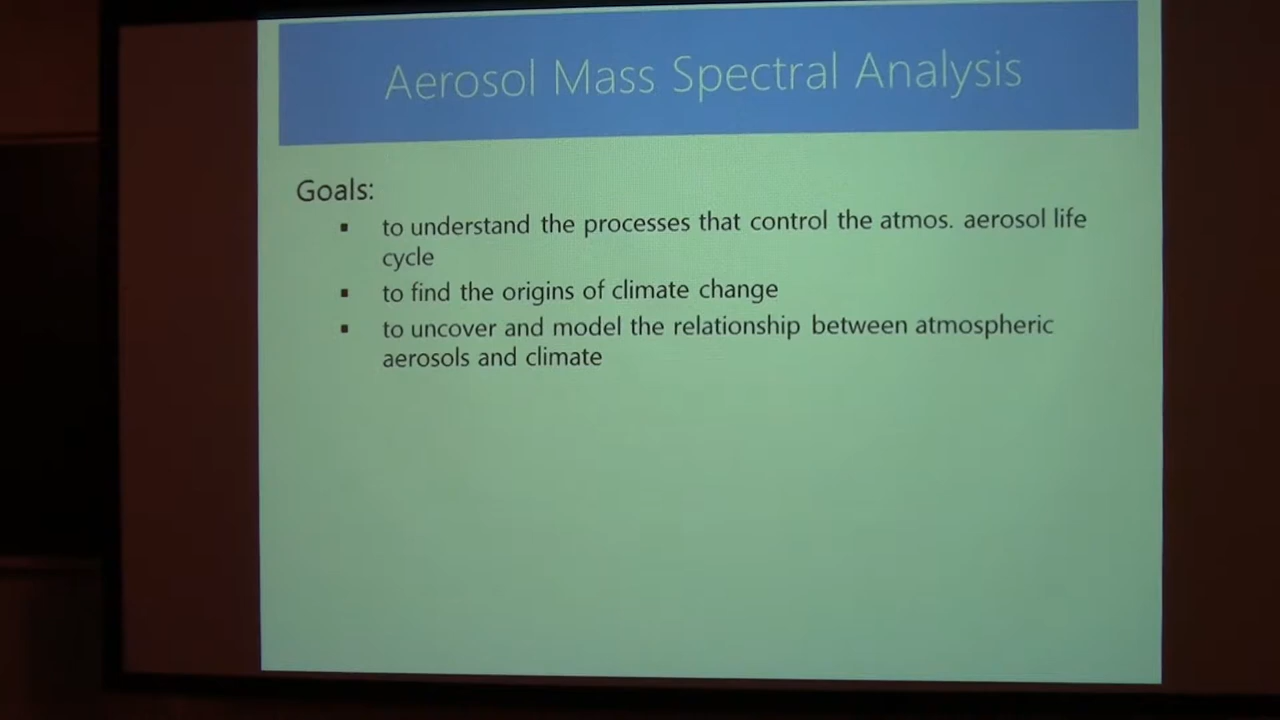 Aerosol Mass Spectral Analysis
Goals:
▪ to understand the processes that control the atmos. aerosol life
cycle
▪ to find the origins of climate change
▪ to uncover and model the relationship between atmospheric
aerosols and climate